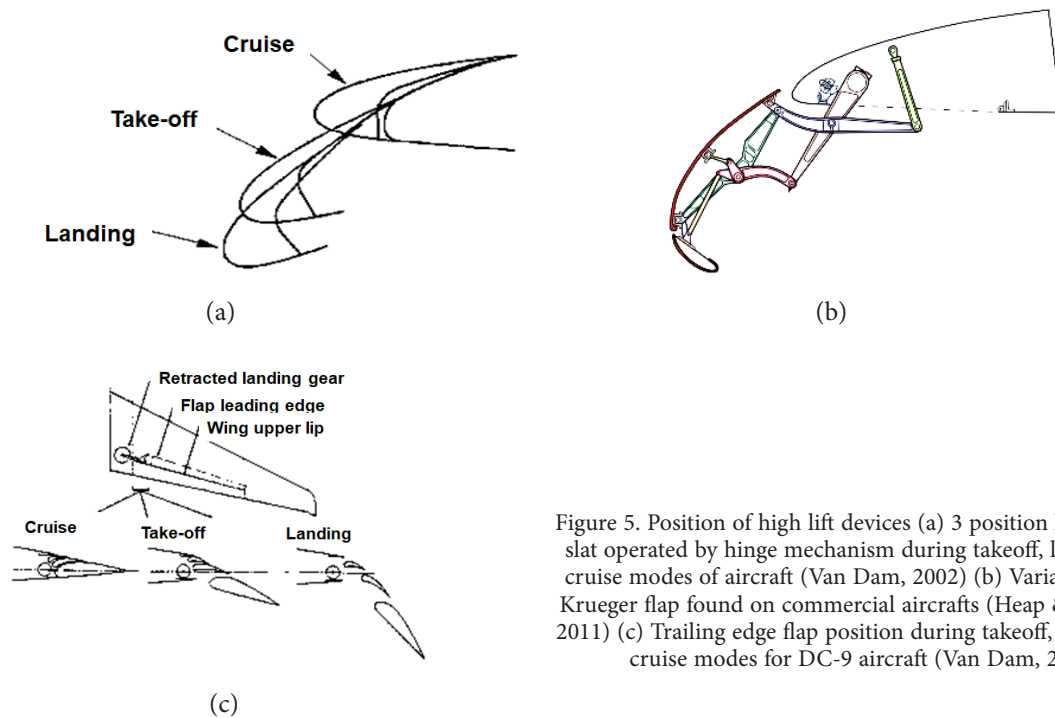 Cruise
Take-off
Landing
(a)
(b)
Retracted landing gear
Flap leading edge
Wing upper lip
Cruise
Take-off
Landing
(c)
Figure 5. Position of high lift devices (a) 3 position
slat operated by hinge mechanism during takeoff,
cruise modes of aircraft (Van Dam, 2002) (b)
Krueger flap found on commercial aircrafts (Heap
2011) (c) Trailing edge flap position during takeoff,
cruise modes for DC-9 aircraft (Van Dam,